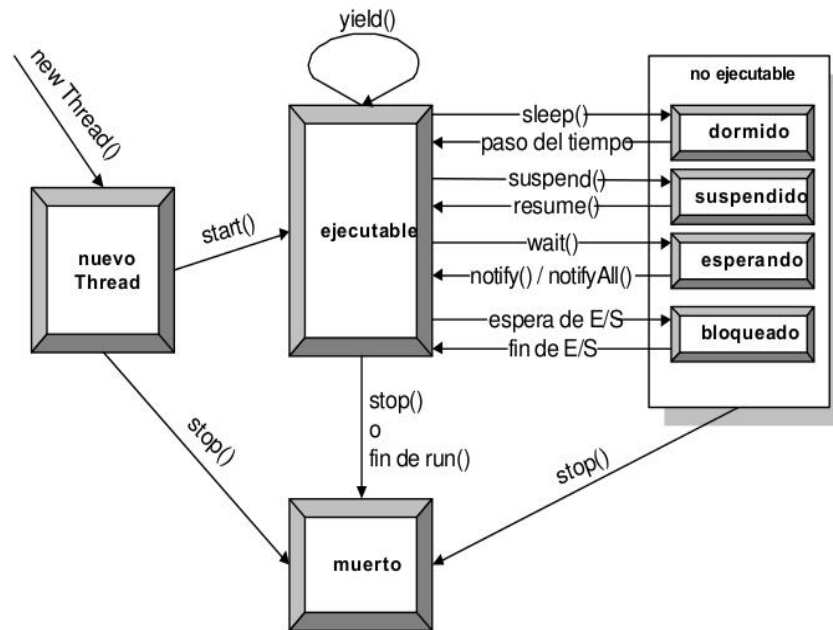 yield()
new Thread()
no ejecutable
sleep()
dormido
paso del tiempo
suspend()
suspendido
resume()
start()
ejecutable
nuevo
Thread
wait()
esperando
notify() / notifyAll()
espera de E/S
bloqueado
fin de E/S
stop()
stop()
o
fin de run()
stop()
muerto